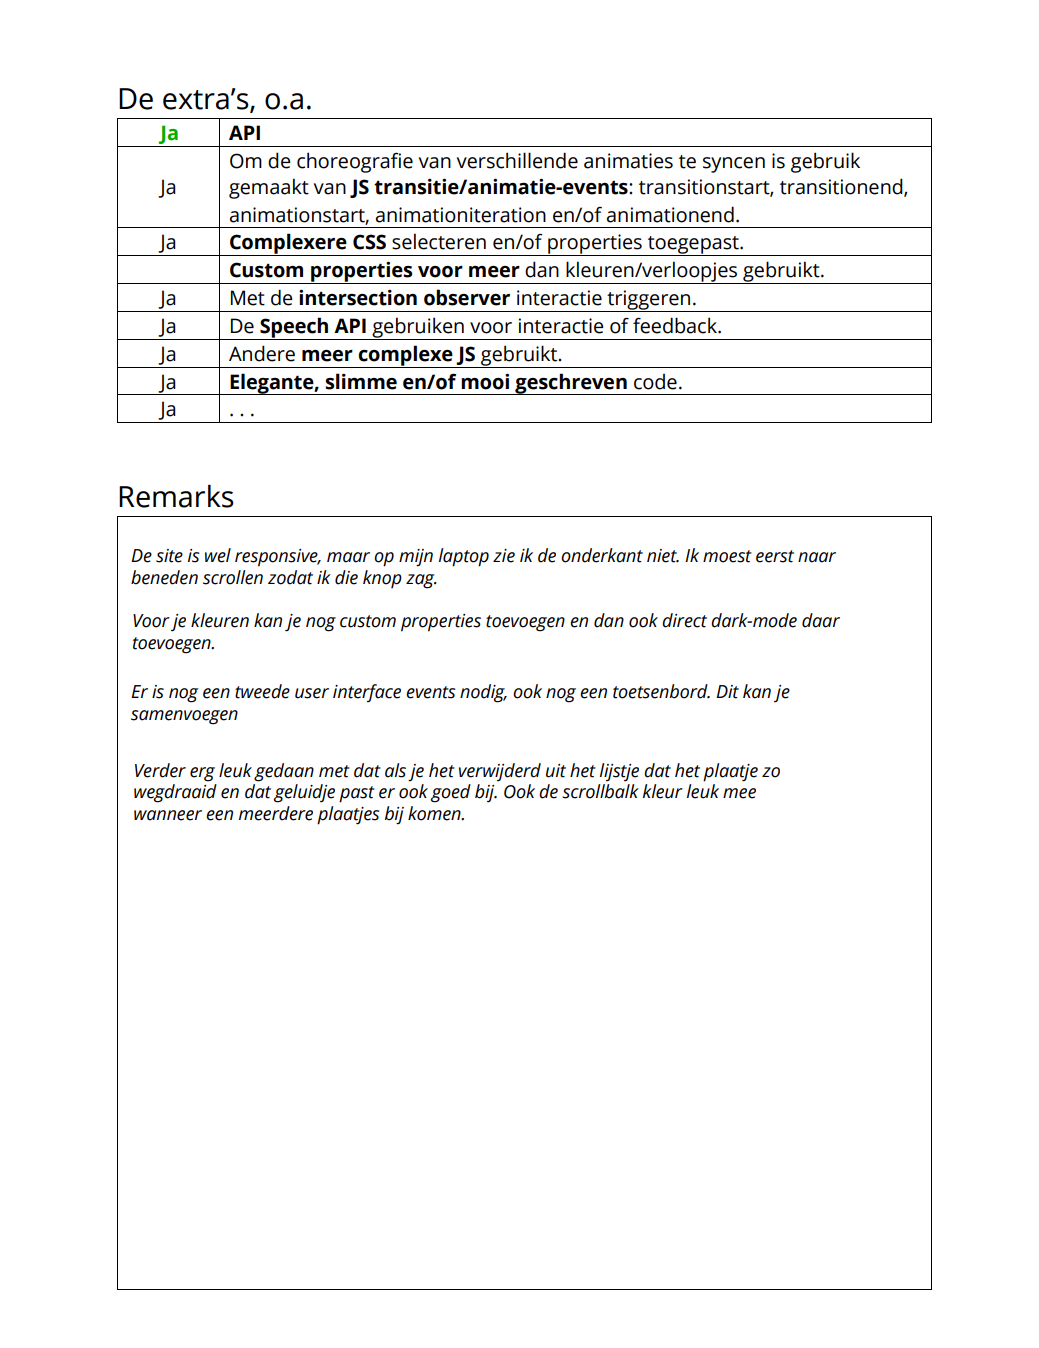 De extra’s, o.a.
Ja API
Om de choreografie van verschillende animaties te syncen is gebruik
Ja gemaakt van JS transitie/animatie-events: transitionstart, transitionend,
animationstart, animationiteration en/of animationend.
Ja Complexere CSS selecteren en/of properties toegepast.
Custom properties voor meer dan kleuren/verloopjes gebruikt.
Ja Met de intersection observer interactie triggeren.
Ja De Speech API gebruiken voor interactie of feedback.
Ja Andere meer complexe JS gebruikt.
Ja Elegante, slimme en/of mooi geschreven code.
Ja . . .
Remarks
De site is wel responsive, maar op mijn laptop zie ik de onderkant niet. Ik moest eerst naar
beneden scrollen zodat ik die knop zag.
Voor je kleuren kan je nog custom properties toevoegen en dan ook direct dark-mode daar
toevoegen.
Er is nog een tweede user interface events nodig, ook nog een toetsenbord. Dit kan je
samenvoegen
Verder erg leuk gedaan met dat als je het verwijderd uit het lijstje dat het plaatje zo
wegdraaid en dat geluidje past er ook goed bij. Ook de scrollbalk kleur leuk mee
wanneer een meerdere plaatjes bij komen.